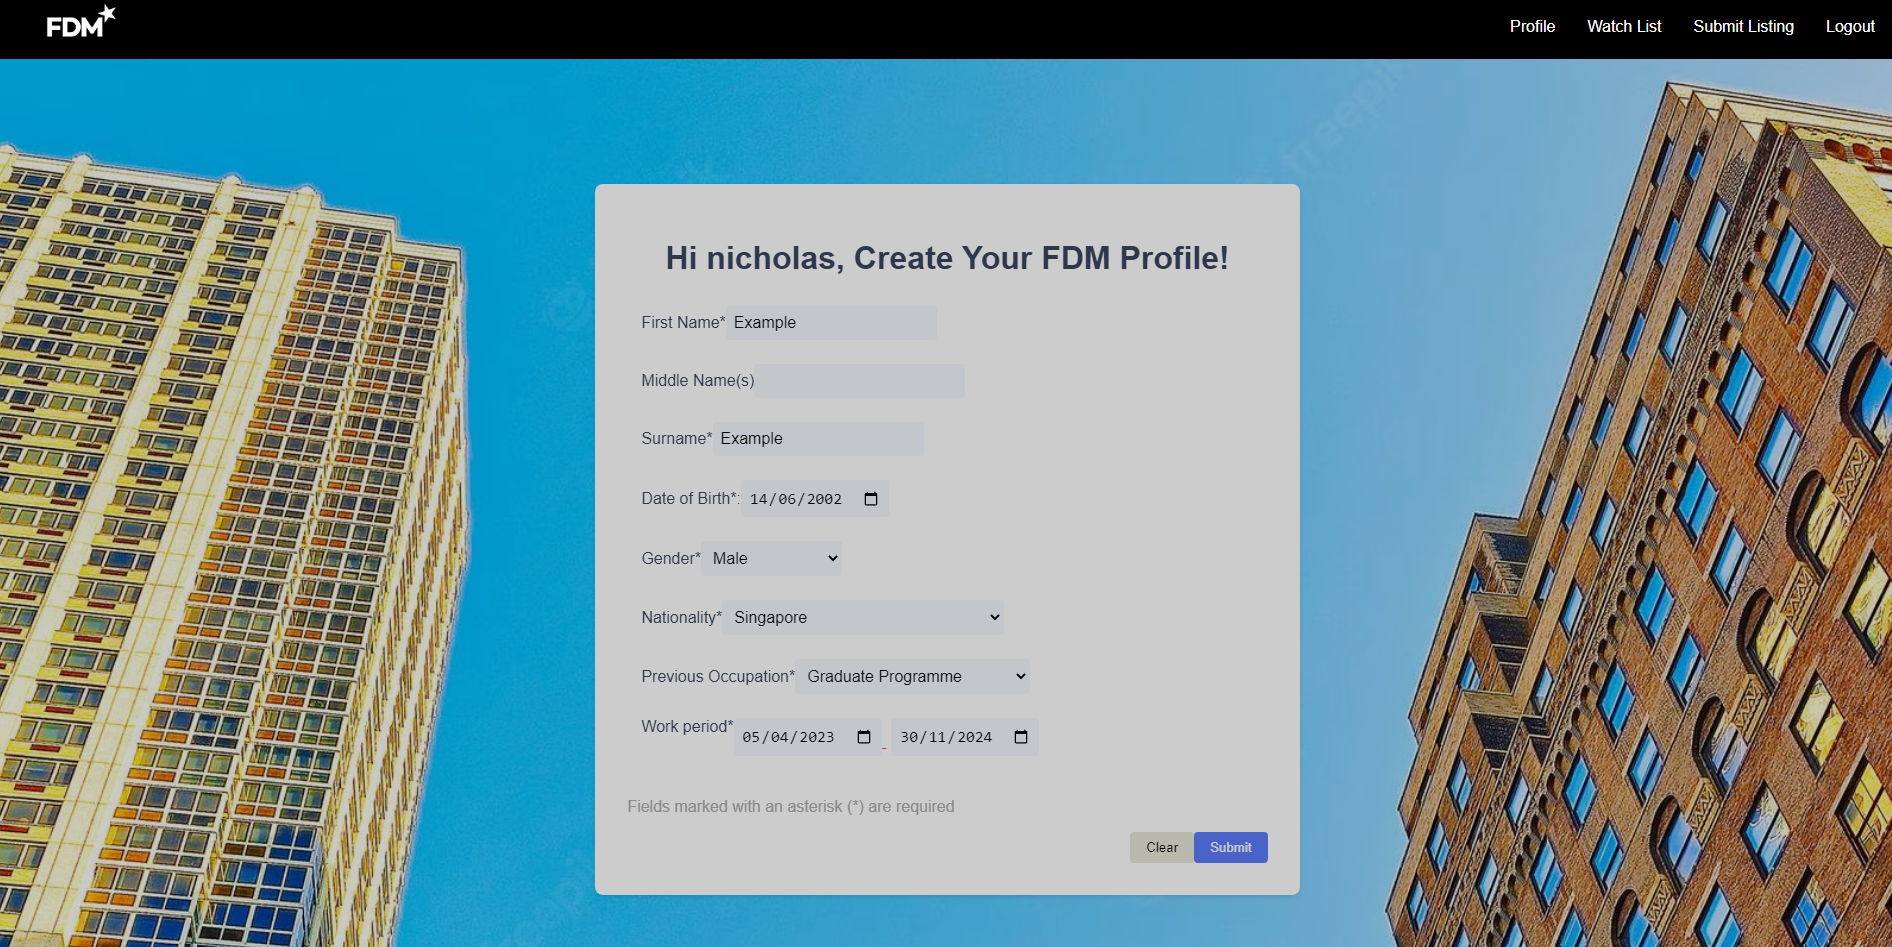 FDM
Profile Watch List Submit Listing Logout
freepik
Hi nicholas, Create Your FDM Profile!
First Name* Example
Middle Name(s)
Surname* Example
Date of Birth*: 14/06/2002
Gender* Male
Nationality* Singapore
Previous Occupation* Graduate Programme
Work period* 05/04/2023 - 30/11/2024
Fields marked with an asterisk (*) are required
Clear Submit